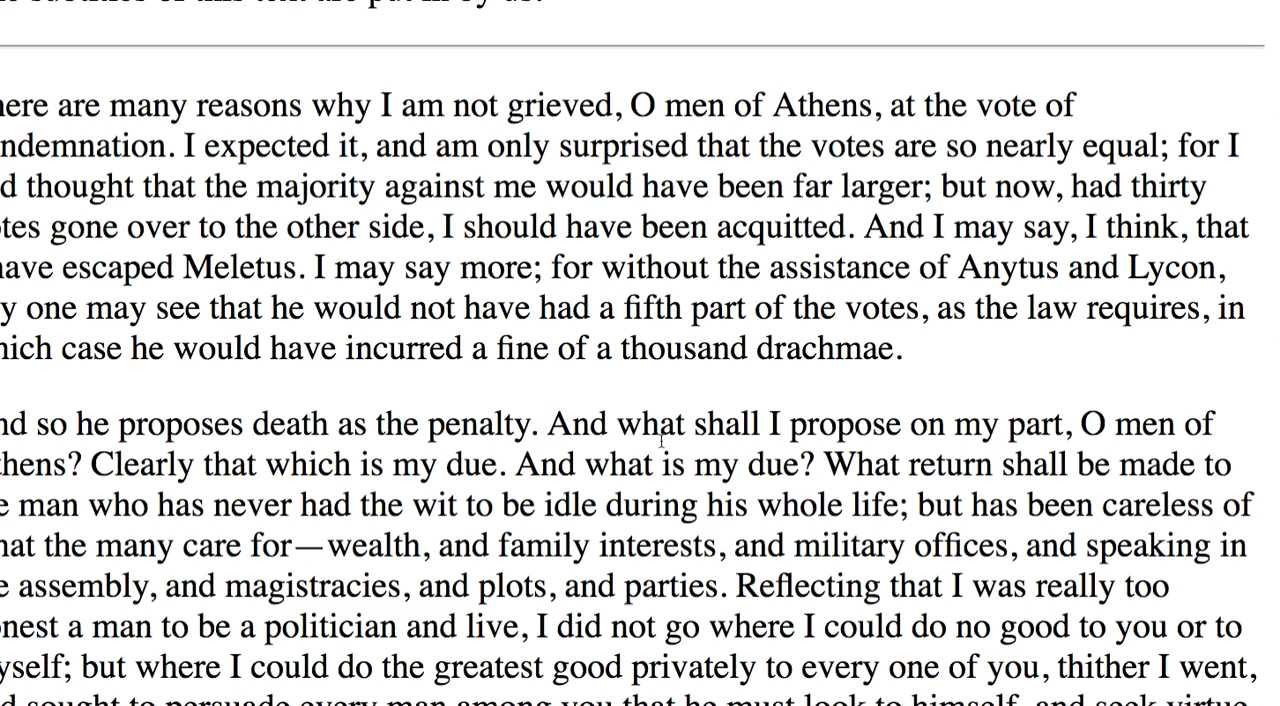 are many reasons why I am not grieved, O men of Athens, at the vote of
I expected it, and am only surprised that the votes are so nearly equal; for I
thought that the majority against me would have been far larger; but now, had thirty
gone over to the other side, I should have been acquitted. And I may say, I think, that
escaped Meletus. I may say more; for without the assistance of Anytus and Lycon,
one may see that he would not have had a fifth part of the votes, as the law requires, in
case he would have incurred a fine of a thousand drachmae.
so he proposes death as the penalty. And what shall I propose on my part, O men of
Clearly that which is my due. And what is my due? What return shall be made to
man who has never had the wit to be idle during his whole life; but has been careless of
the many care for—wealth, and family interests, and military offices, and speaking in
assembly, and magistracies, and plots, and parties. Reflecting that I was really too
a man to be a politician and live, I did not go where I could do no good to you or to
but where I could do the greatest good privately to every one of you, thither I went,